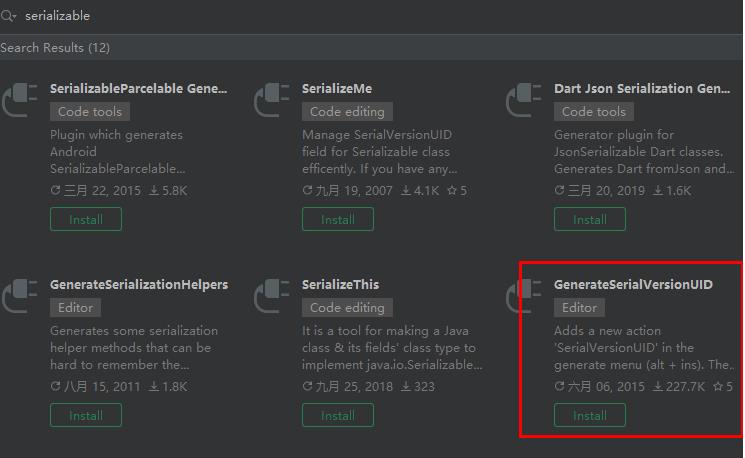 serializable
Search Results (12)
SerializableParcelable Gene...
Code tools
Plugin which generates
Android
SerializableParcelable...
三月 22, 2015 5.8K
Install
SerializeMe
Code editing
Manage SerialVersionUID
field for Serializable class
efficently. If you have any...
九月 19, 2007 4.1K 5
Install
Dart Json Serialization Gen...
Code tools
Generator plugin for
JsonSerializable Dart classes.
Generates Dart fromJson and...
三月 20, 2019 1.6K
Install
GenerateSerializationHelpers
Editor
Generates some serialization
helper methods that can be
hard to remember the...
八月 15, 2011 1.8K
Install
SerializeThis
Code editing
It is a tool for making a Java
class & its fields' class type to
implement java.io.Serializable...
九月 25, 2018 323
Install
GenerateSerialVersionUID
Editor
Adds a new action
'SerialVersionUID' in the
generate menu (alt + ins). The...
六月 06, 2015 227.7K 5
Install